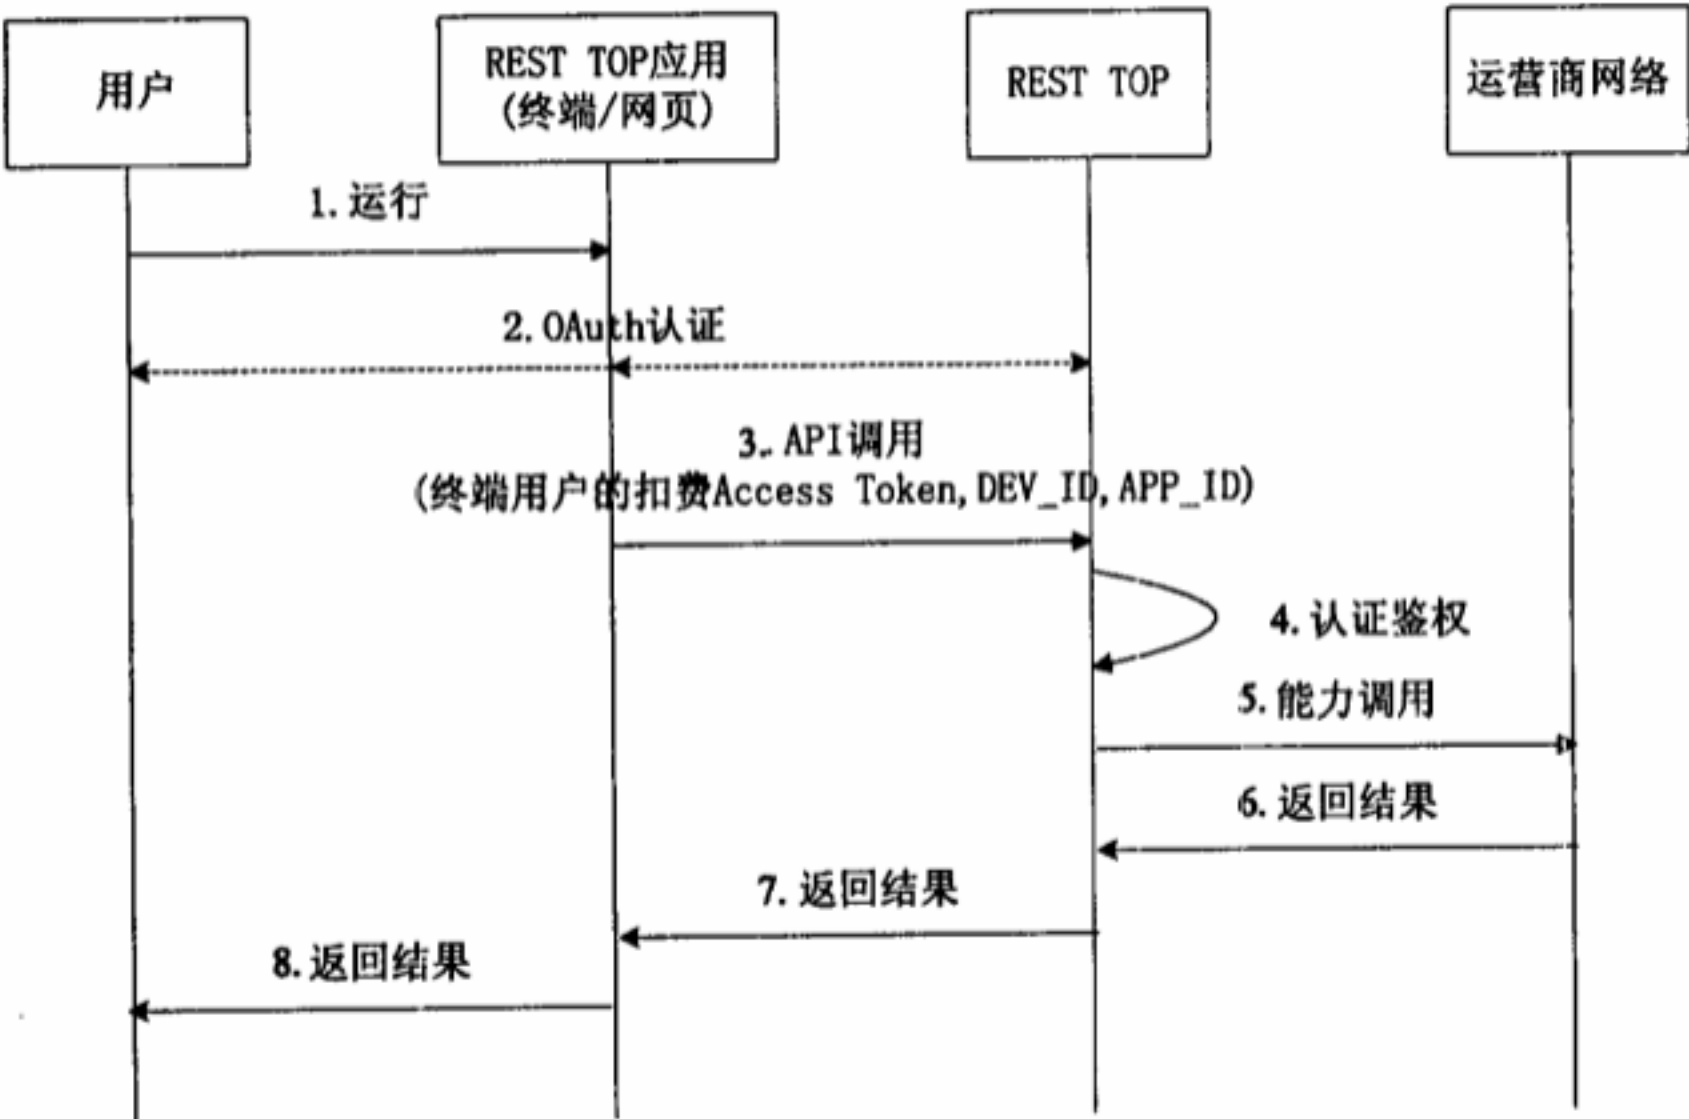 用户
REST TOP应用
(终端/网页)
REST TOP
运营商网络
1.运行
2.OAuth认证
3.API调用
(终端用户的扣费Access Token,DEV_ID,APP_ID)
4.认证鉴权
5.能力调用
6.返回结果
7.返回结果
8.返回结果